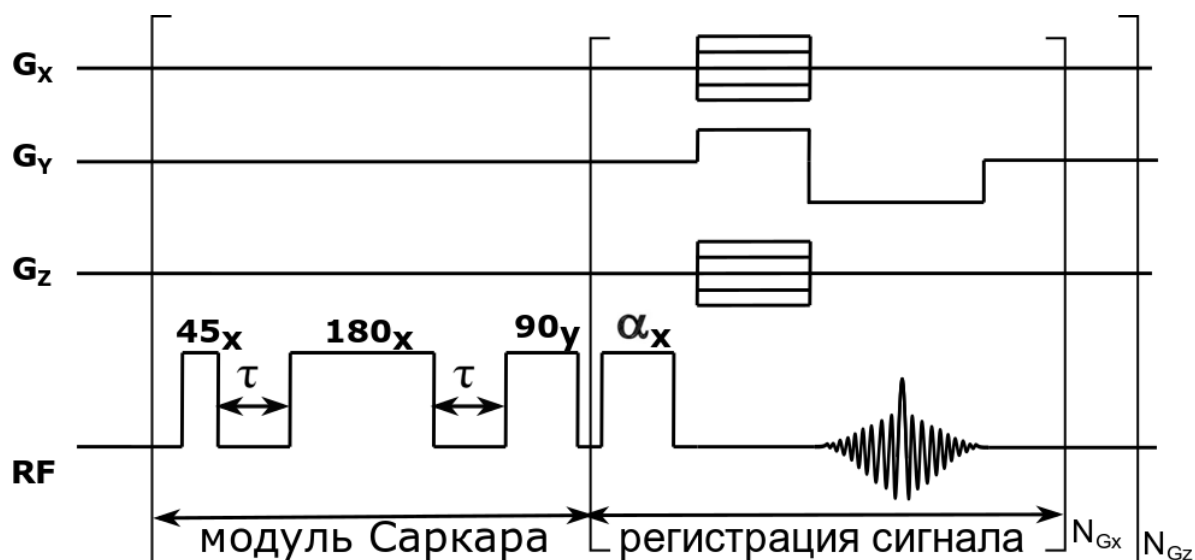 Gx
GY
GZ
45x 180x 90y αx
τ τ
RF
модуль Саркара регистрация сигнала NGx NGz